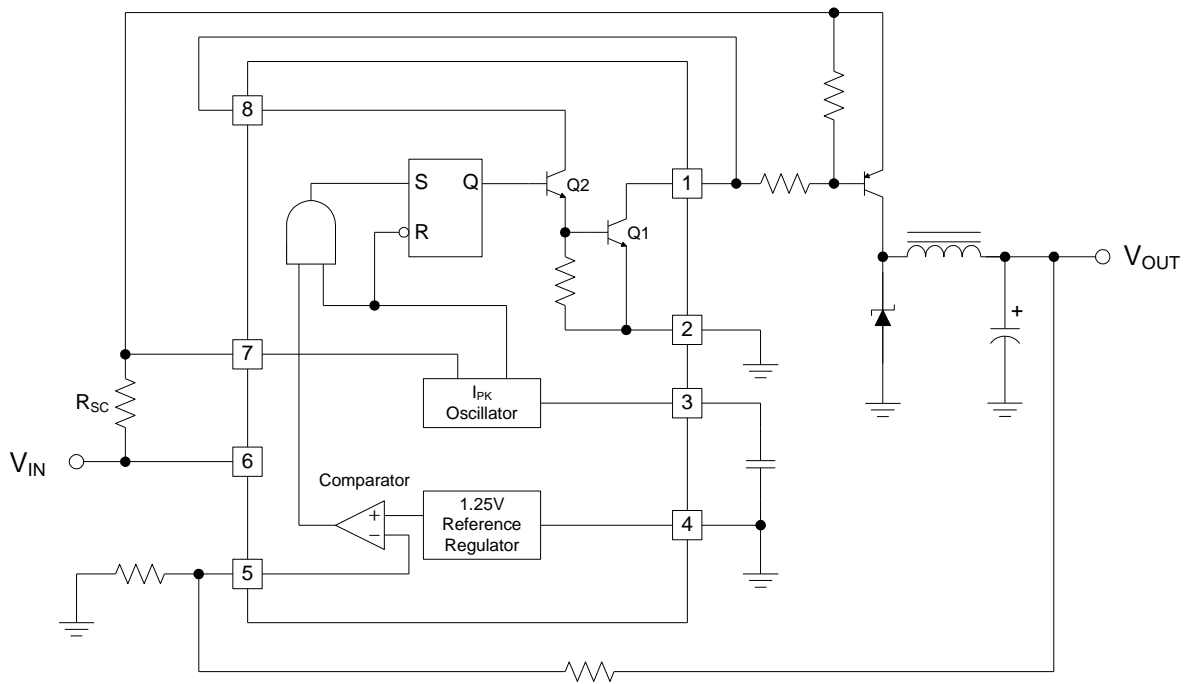 8
S Q
Q2
1
R
Q1
V_OUT
+
2
7
I_PK
Oscillator
3
R_SC
V_IN
6
Comparator
1.25V
Reference
Regulator
+
−
4
5